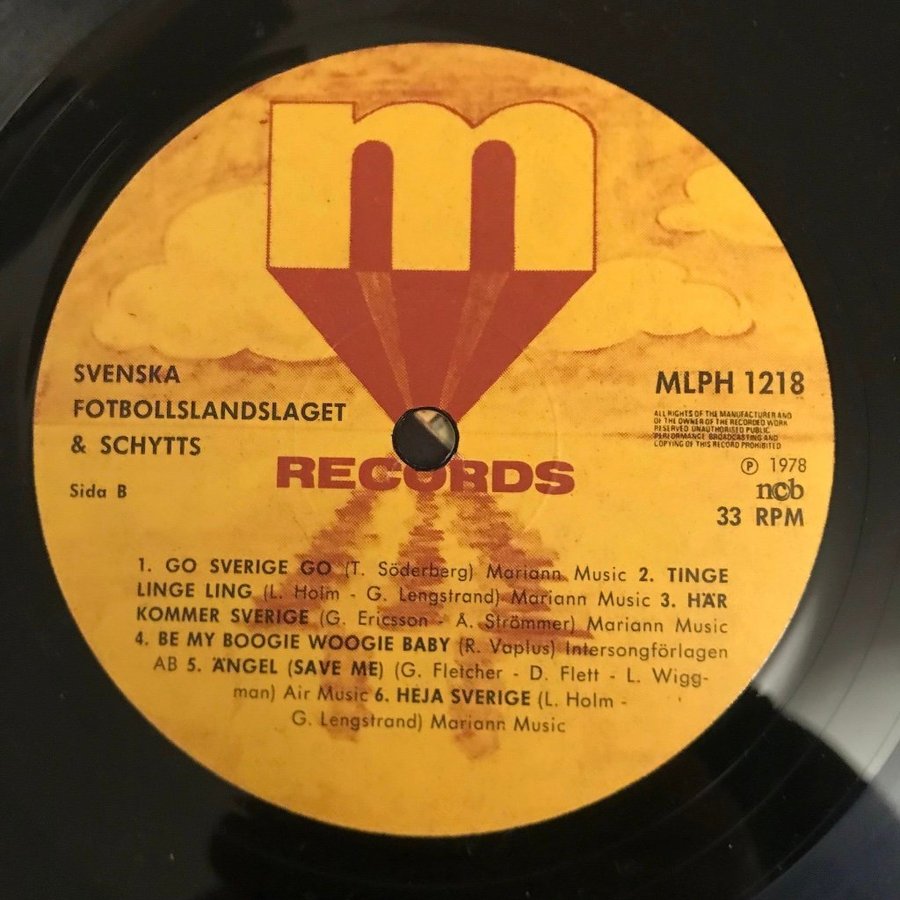 m
RECORDS
SVENSKA
FOTBOLLSLANDSLAGET
& SCHYTTS
Sida B
MLPH 1218
ALL RIGHTS OF THE MANUFACTURER AND
OF THE OWNER OF THE RECORDED WORK
RESERVED UNAUTHORISED PUBLIC
PERFORMANCE BROADCASTING AND
COPYING OF THIS RECORD PROHIBITED
Ⓟ 1978
ncb
33 RPM
1. GO SVERIGE GO (T. Söderberg) Mariann Music 2. TINGE
LINGE LING (L. Holm - G. Lengstrand) Mariann Music 3. HÄR
KOMMER SVERIGE (G. Ericsson - Å. Strömmer) Mariann Music
4. BE MY BOOGIE WOOGIE BABY (R. Vaplus) Intersongförlagen
AB 5. ANGEL (SAVE ME) (G. Fletcher - D. Flett - L. Wigg-
man) Air Music 6. HEJA SVERIGE (L. Holm -
G. Lengstrand) Mariann Music